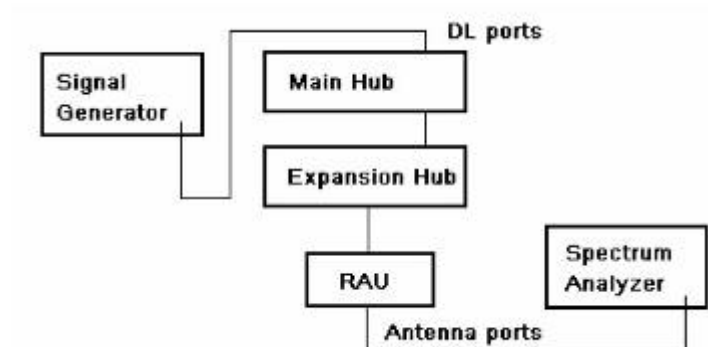 DL ports
Signal
Generator
Main Hub
Expansion Hub
RAU
Spectrum
Analyzer
Antenna ports